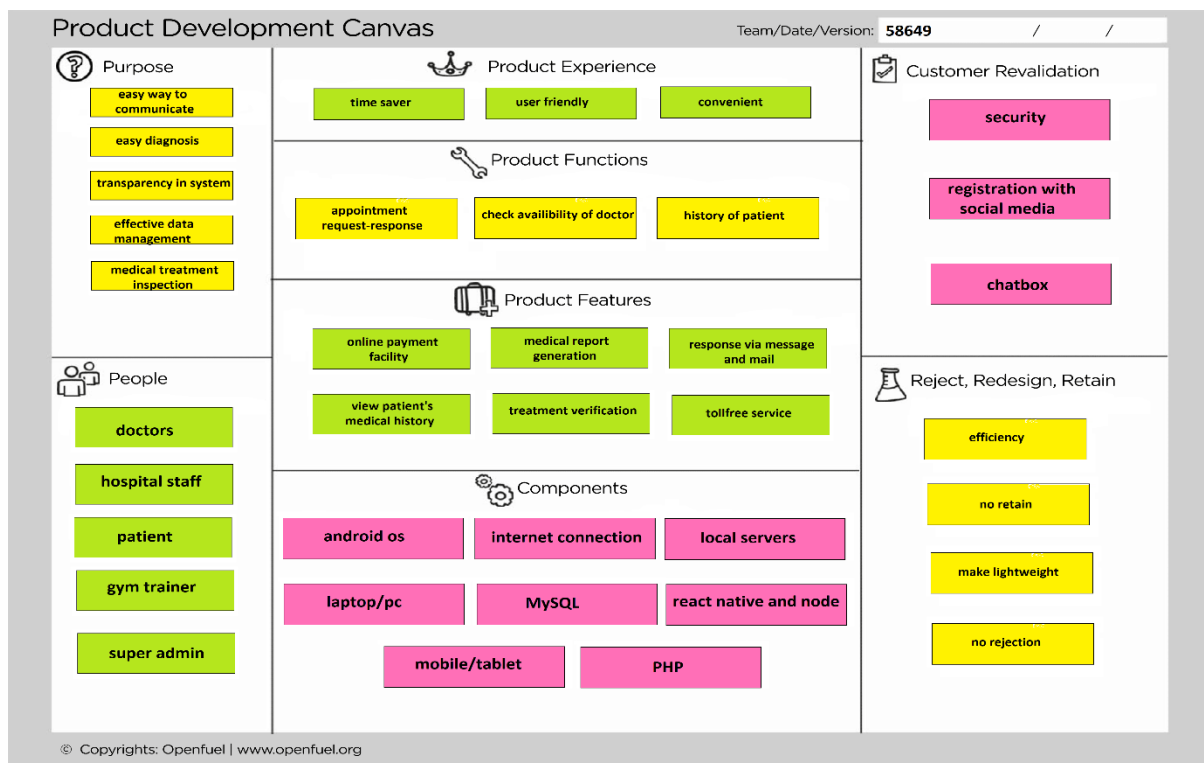 Product Development Canvas
Team/Date/Version: 58649 / /
Purpose
easy way to
communicate
easy diagnosis
transparency in system
effective data
management
medical treatment
inspection
People
doctors
hospital staff
patient
gym trainer
super admin
Product Experience
time saver
user friendly
convenient
Product Functions
appointment
request-response
check availibility of doctor
history of patient
Product Features
online payment
facility
medical report
generation
response via message
and mail
view patient's
medical history
treatment verification
tollfree service
Components
android os
internet connection
local servers
laptop/pc
MySQL
react native and node
mobile/tablet
PHP
Customer Revalidation
security
registration with
social media
chatbox
Reject, Redesign, Retain
efficiency
no retain
make lightweight
no rejection
© Copyrights: Openfuel | www.openfuel.org